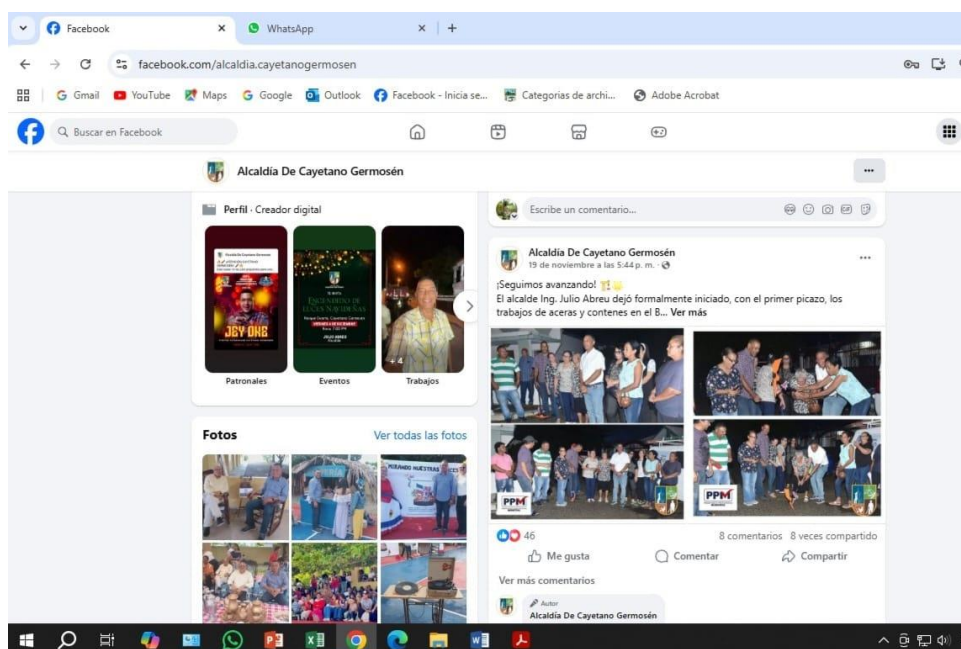 Facebook
WhatsApp
facebook.com/alcaldia.cayetanogermosen
Gmail YouTube Maps Google Outlook Facebook - Inicia se... Categorias de archi... Adobe Acrobat
Buscar en Facebook
Alcaldía De Cayetano Germosén
Perfil · Creador digital
JEY ONE
ENCENDIDO DE
LUCES NAVIDEÑAS
+4
Patronales Eventos Trabajos
Fotos Ver todas las fotos
Escribe un comentario...
Alcaldía De Cayetano Germosén
19 de noviembre a las 5:44 p. m.
¡Seguimos avanzando!
El alcalde Ing. Julio Abreu dejó formalmente iniciado, con el primer picazo, los
trabajos de aceras y contenes en el B... Ver más
PPM
PPM
46 8 comentarios 8 veces compartido
Me gusta Comentar Compartir
Ver más comentarios
Autor
Alcaldía De Cayetano Germosén